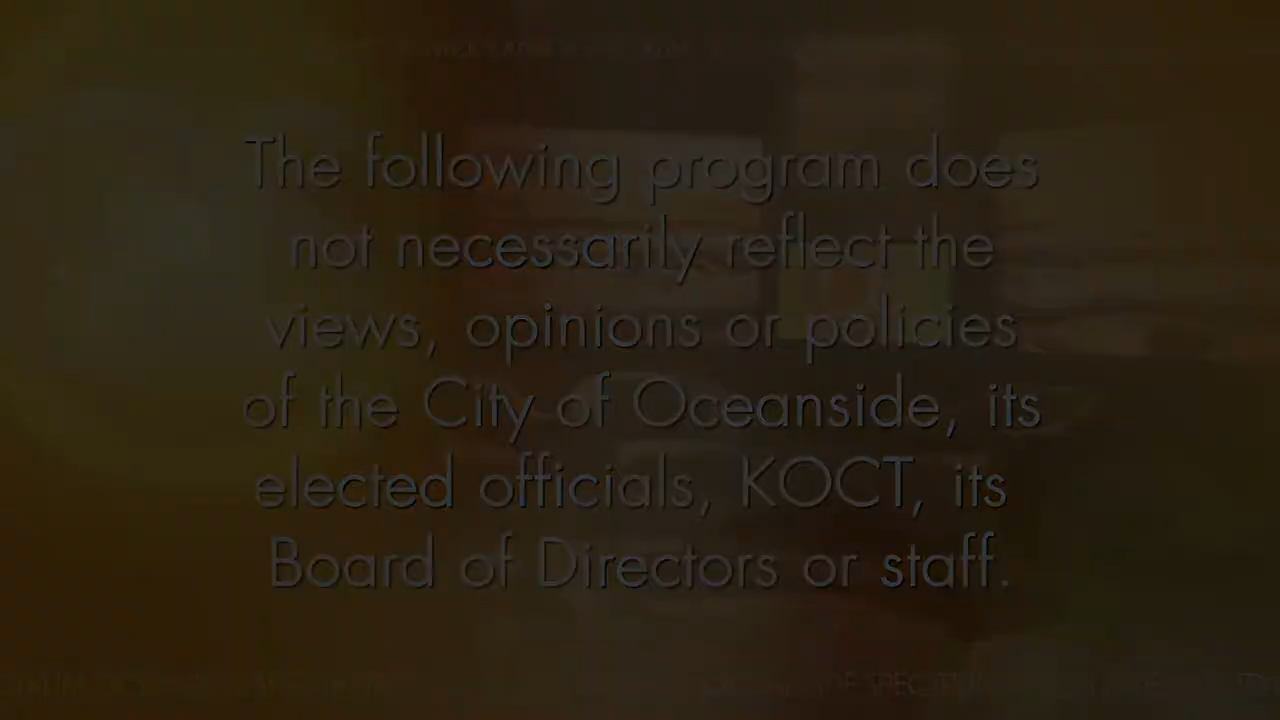 The following program does
not necessarily reflect the
views, opinions or policies
of the City of Oceanside, its
elected officials, KOCT, its
Board of Directors or staff.